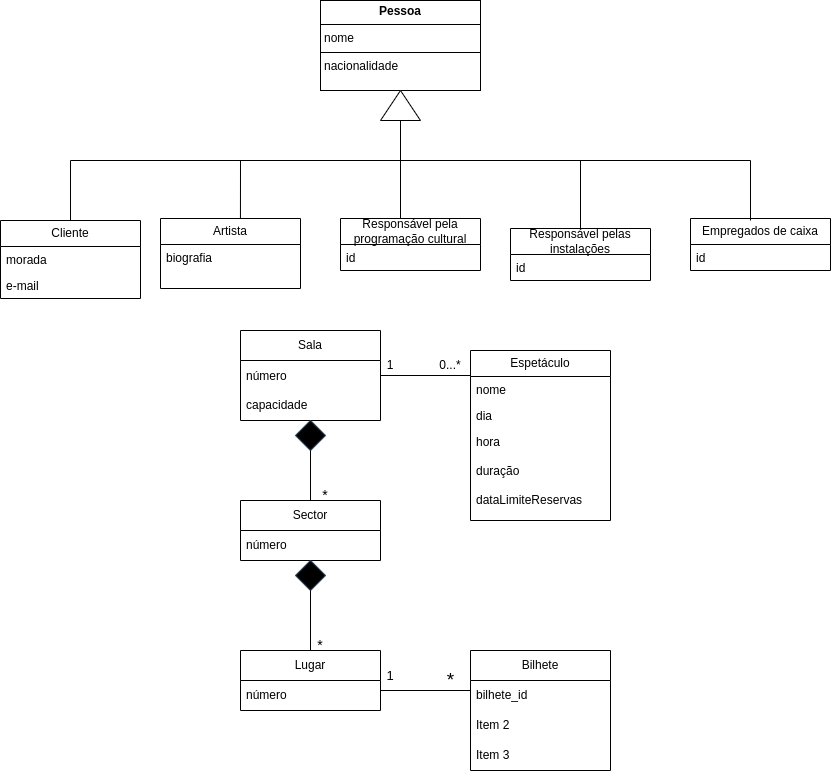 Pessoa
nome
nacionalidade
Cliente
morada
e-mail
Artista
biografia
Responsável pela
programação cultural
id
Responsável pelas
instalações
id
Empregados de caixa
id
Sala
número
capacidade
1
0...*
Espetáculo
nome
dia
hora
duração
dataLimiteReservas
*
Sector
número
*
Lugar
número
1
*
Bilhete
bilhete_id
Item 2
Item 3